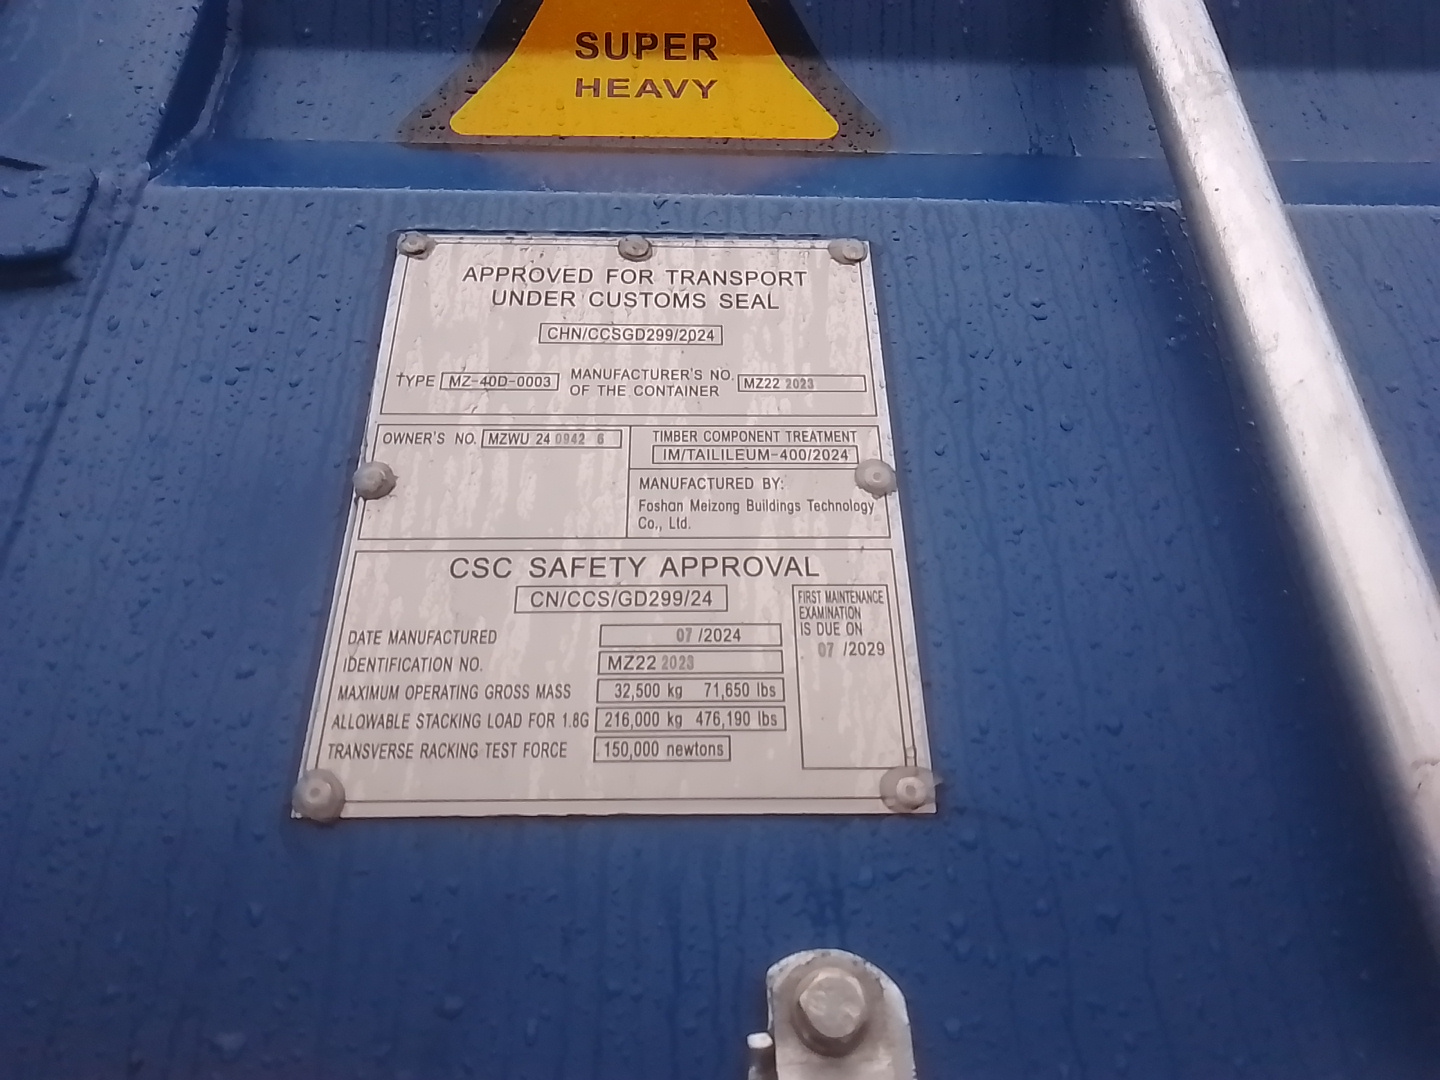 SUPER
HEAVY
APPROVED FOR TRANSPORT
UNDER CUSTOMS SEAL
CHN/CCSGD299/2024
TYPE MZ-40D-0003 MANUFACTURER'S NO. OF THE CONTAINER MZ22 2023
OWNER'S NO. MZWU 24 0942 6
TIMBER COMPONENT TREATMENT
IM/TAILILEUM-400/2024
MANUFACTURED BY:
Foshan Meizong Buildings Technology
Co., Ltd.
CSC SAFETY APPROVAL
CN/CCS/GD299/24
DATE MANUFACTURED 07 /2024
IDENTIFICATION NO. MZ22 2023
MAXIMUM OPERATING GROSS MASS 32,500 kg 71,650 lbs
ALLOWABLE STACKING LOAD FOR 1.8G 216,000 kg 476,190 lbs
TRANSVERSE RACKING TEST FORCE 150,000 newtons
FIRST MAINTENANCE
EXAMINATION
IS DUE ON
07 /2029